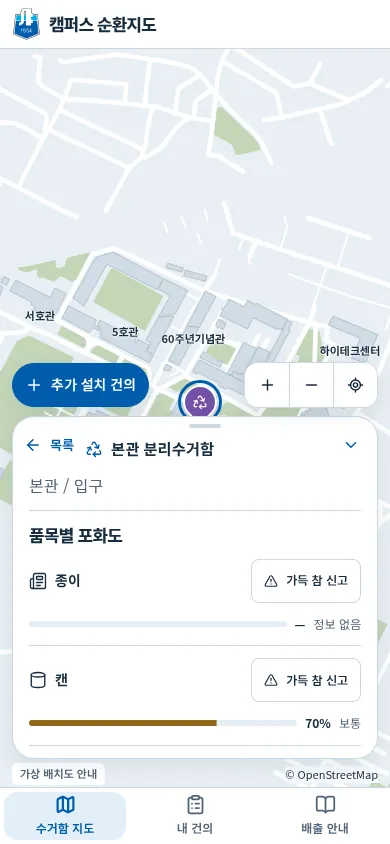 1954
캠퍼스 순환지도
서호관
5호관
60주년기념관
하이테크센터
추가 설치 건의
목록
본관 분리수거함
본관 / 입구
품목별 포화도
종이
가득 참 신고
— 정보 없음
캔
가득 참 신고
70% 보통
가상 배치도 안내
© OpenStreetMap
수거함 지도
내 건의
배출 안내